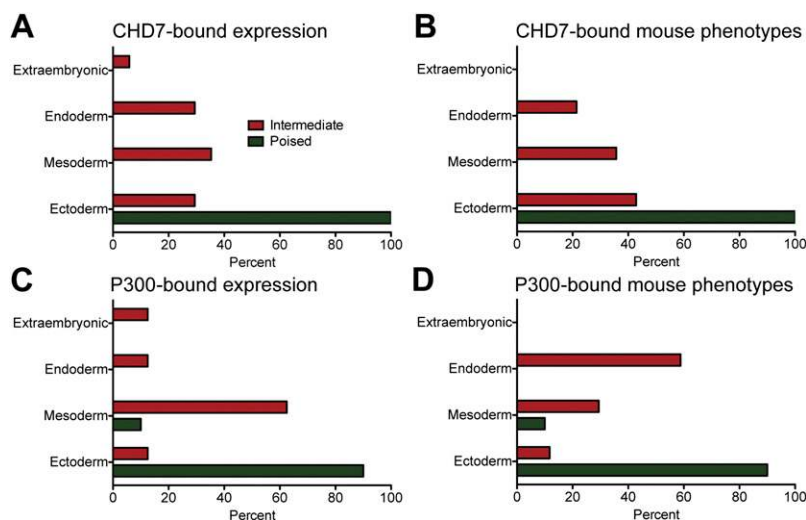 A
CHD7-bound expression
Extraembryonic
Endoderm
Mesoderm
Ectoderm
Intermediate
Poised
0 20 40 60 80 100
Percent
B
CHD7-bound mouse phenotypes
Extraembryonic
Endoderm
Mesoderm
Ectoderm
0 20 40 60 80 100
Percent
C
P300-bound expression
Extraembryonic
Endoderm
Mesoderm
Ectoderm
0 20 40 60 80 100
Percent
D
P300-bound mouse phenotypes
Extraembryonic
Endoderm
Mesoderm
Ectoderm
0 20 40 60 80 100
Percent